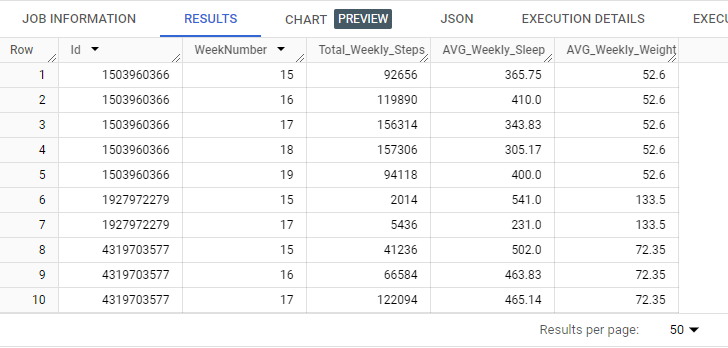 JOB INFORMATION RESULTS CHART PREVIEW JSON EXECUTION DETAILS EXECU
Row Id WeekNumber Total_Weekly_Steps AVG_Weekly_Sleep AVG_Weekly_Weight
1 1503960366 15 92656 365.75 52.6
2 1503960366 16 119890 410.0 52.6
3 1503960366 17 156314 343.83 52.6
4 1503960366 18 157306 305.17 52.6
5 1503960366 19 94118 400.0 52.6
6 1927972279 15 2014 541.0 133.5
7 1927972279 17 5436 231.0 133.5
8 4319703577 15 41236 502.0 72.35
9 4319703577 16 66584 463.83 72.35
10 4319703577 17 122094 465.14 72.35
Results per page: 50